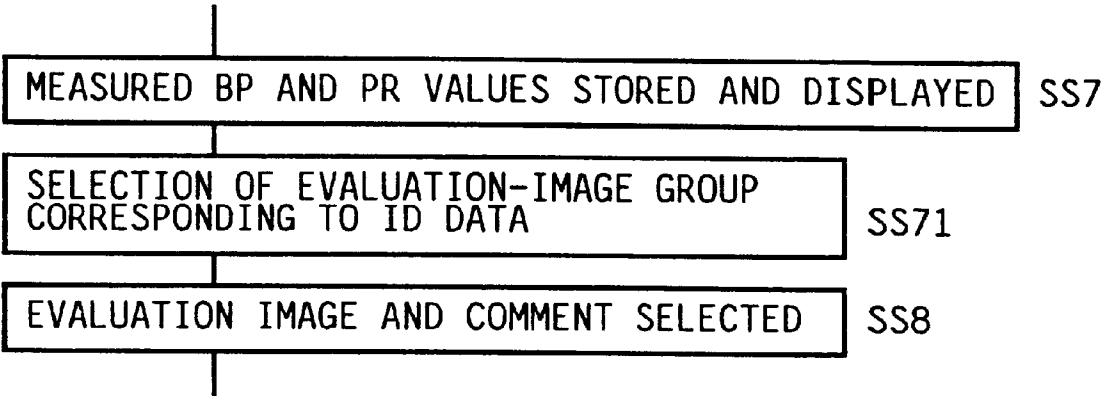 MEASURED BP AND PR VALUES STORED AND DISPLAYED SS7
SELECTION OF EVALUATION-IMAGE GROUP
CORRESPONDING TO ID DATA SS71
EVALUATION IMAGE AND COMMENT SELECTED SS8